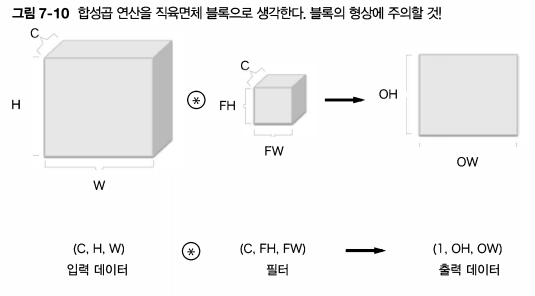 그림 7-10 합성곱 연산을 직육면체 블록으로 생각한다. 블록의 형상에 주의할 것!
C
H
W
*
C
FH
FW
OH
OW
(C, H, W) * (C, FH, FW) (1, OH, OW)
입력 데이터 필터 출력 데이터